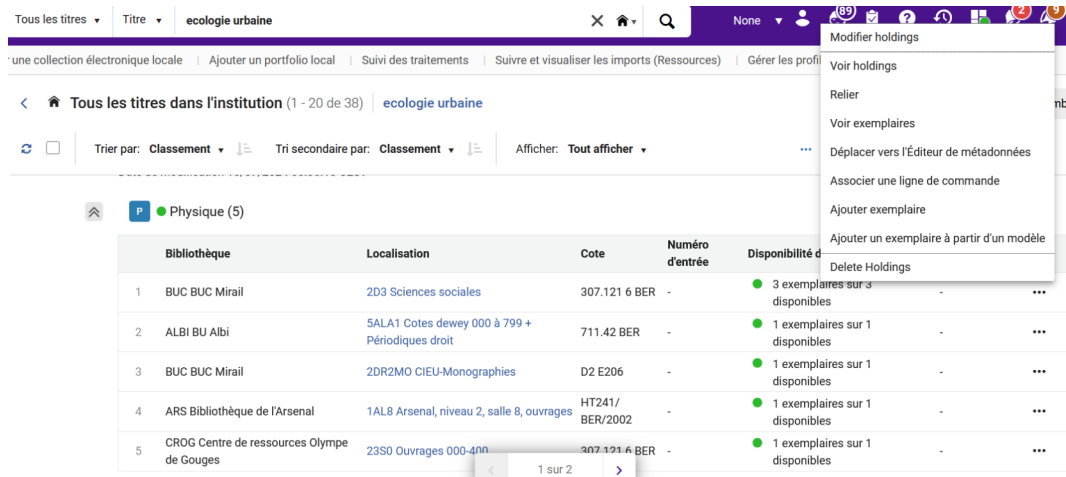 Tous les titres Titre ecologie urbaine None 89 2 9
une collection électronique locale | Ajouter un portfolio local | Suivi des traitements | Suivre et visualiser les imports (Ressources) | Gérer les profi
Modifier holdings
Voir holdings
Relier
Voir exemplaires
Déplacer vers l'Éditeur de métadonnées
Associer une ligne de commande
Ajouter exemplaire
Ajouter un exemplaire à partir d'un modèle
Delete Holdings
Tous les titres dans l'institution (1 - 20 de 38) ecologie urbaine
Trier par: Classement Tri secondaire par: Classement Afficher: Tout afficher
P Physique (5)
Bibliothèque Localisation Cote Numéro d'entrée Disponibilité d
1 BUC BUC Mirail 2D3 Sciences sociales 307.121 6 BER - 3 exemplaires sur 3 disponibles -
2 ALBI BU Albi 5ALA1 Cotes dewey 000 à 799 + Périodiques droit 711.42 BER - 1 exemplaires sur 1 disponibles -
3 BUC BUC Mirail 2DR2MO CIEU-Monographies D2 E206 - 1 exemplaires sur 1 disponibles -
4 ARS Bibliothèque de l'Arsenal 1AL8 Arsenal, niveau 2, salle 8, ouvrages HT241/ BER/2002 - 1 exemplaires sur 1 disponibles -
5 CROG Centre de ressources Olympe de Gouges 23S0 Ouvrages 000-400 307.121 6 BER - 1 exemplaires sur 1 disponibles -
1 sur 2